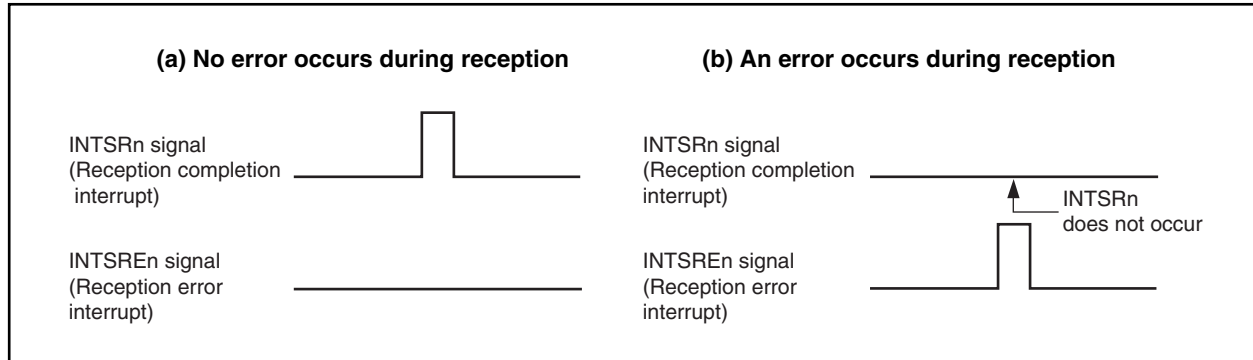 (a) No error occurs during reception
INTSRn signal
(Reception completion
interrupt)
INTSREn signal
(Reception error
interrupt)
(b) An error occurs during reception
INTSRn signal
(Reception completion
interrupt)
INTSRn
does not occur
INTSREn signal
(Reception error
interrupt)